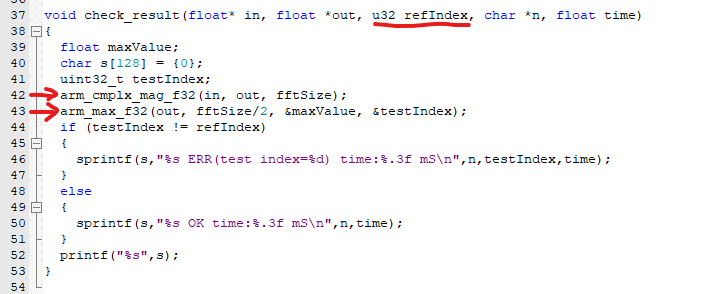 37 void check_result(float* in, float *out, u32 refIndex, char *n, float time)
38 {
39   float maxValue;
40   char s[128] = {0};
41   uint32_t testIndex;
42   arm_cmplx_mag_f32(in, out, fftSize);
43   arm_max_f32(out, fftSize/2, &maxValue, &testIndex);
44   if (testIndex != refIndex)
45   {
46     sprintf(s,"%s ERR(test index=%d) time:%.3f mS\n",n,testIndex,time);
47   }
48   else
49   {
50     sprintf(s,"%s OK time:%.3f mS\n",n,time);
51   }
52   printf("%s",s);
53 }
54